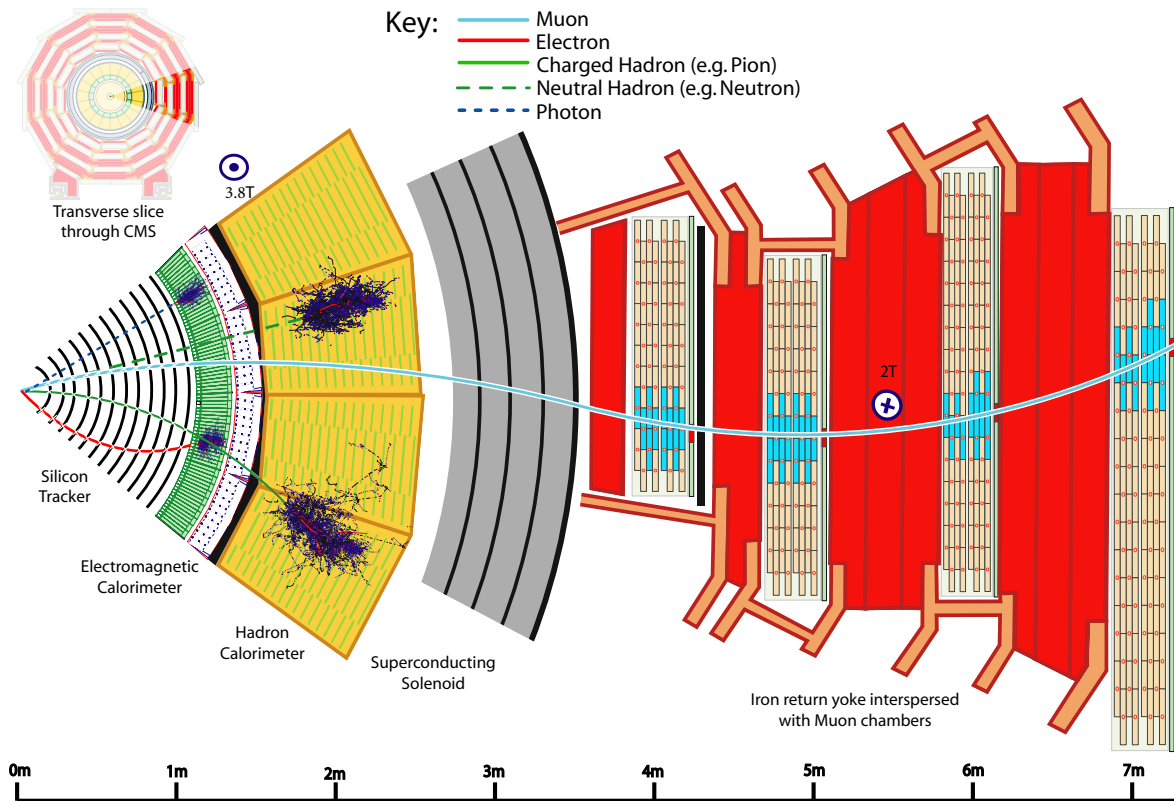 Key:
Muon
Electron
Charged Hadron (e.g. Pion)
Neutral Hadron (e.g. Neutron)
Photon
Transverse slice
through CMS
3.8T
2T
Silicon
Tracker
Electromagnetic
Calorimeter
Hadron
Calorimeter
Superconducting
Solenoid
Iron return yoke interspersed
with Muon chambers
0m 1m 2m 3m 4m 5m 6m 7m